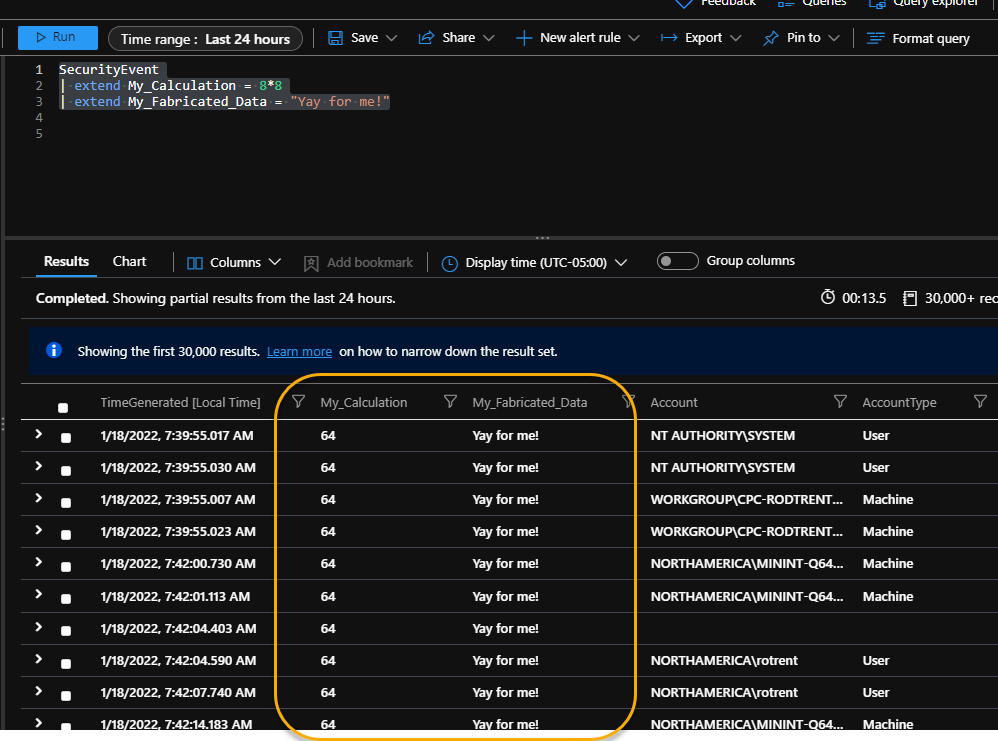 Feedback Queries Query explorer
Run Time range : Last 24 hours Save Share New alert rule Export Pin to Format query
1 SecurityEvent
2 | extend My_Calculation = 8*8
3 | extend My_Fabricated_Data = "Yay for me!"
4
5
Results Chart Columns Add bookmark Display time (UTC-05:00) Group columns
Completed. Showing partial results from the last 24 hours. 00:13.5 30,000+ rec
Showing the first 30,000 results. Learn more on how to narrow down the result set.
TimeGenerated [Local Time] My_Calculation My_Fabricated_Data Account AccountType
1/18/2022, 7:39:55.017 AM 64 Yay for me! NT AUTHORITY\SYSTEM User
1/18/2022, 7:39:55.030 AM 64 Yay for me! NT AUTHORITY\SYSTEM User
1/18/2022, 7:39:55.007 AM 64 Yay for me! WORKGROUP\CPC-RODTRENT... Machine
1/18/2022, 7:39:55.023 AM 64 Yay for me! WORKGROUP\CPC-RODTRENT... Machine
1/18/2022, 7:42:00.730 AM 64 Yay for me! NORTHAMERICA\MININT-Q64... Machine
1/18/2022, 7:42:01.113 AM 64 Yay for me! NORTHAMERICA\MININT-Q64... Machine
1/18/2022, 7:42:04.403 AM 64 Yay for me!
1/18/2022, 7:42:04.590 AM 64 Yay for me! NORTHAMERICA\rotrent User
1/18/2022, 7:42:07.740 AM 64 Yay for me! NORTHAMERICA\rotrent User
1/18/2022, 7:42:14.183 AM 64 Yay for me! NORTHAMERICA\MININT-Q64... Machine